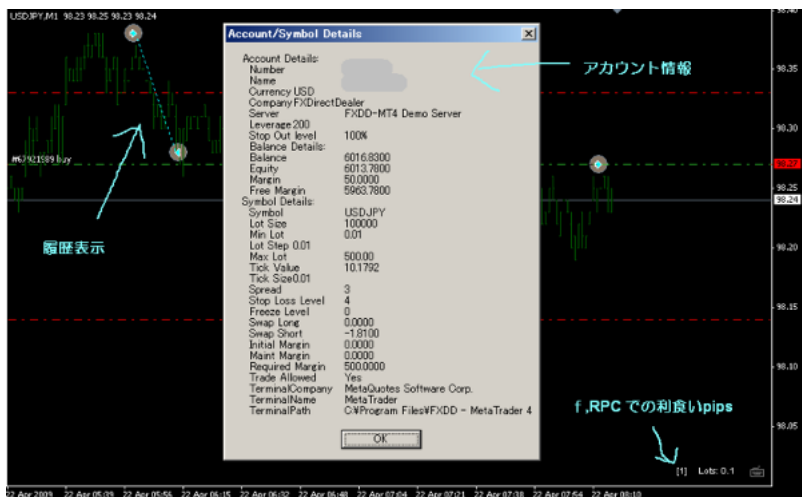 USDJPY,M1 98.23 98.25 98.23 98.24
Account/Symbol Details
Account Details:
Number
Name
Currency USD
Company FXDirectDealer
Server FXDD-MT4 Demo Server
Leverage 200
Stop Out level 100%
Balance Details:
Balance 6016.8300
Equity 6013.7800
Margin 50.0000
Free Margin 5963.7800
Symbol Details:
Symbol USDJPY
Lot Size 100000
Min Lot 0.01
Lot Step 0.01
Max Lot 500.00
Tick Value 10.1792
Tick Size0.01
Spread 3
Stop Loss Level 4
Freeze Level 0
Swap Long 0.0000
Swap Short -1.8100
Initial Margin 0.0000
Maint Margin 0.0000
Required Margin 500.0000
Trade Allowed Yes
TerminalCompany MetaQuotes Software Corp.
TerminalName MetaTrader
TerminalPath C:¥Program Files¥FXDD - MetaTrader 4
OK
アカウント情報
#67921989 buy
履歴表示
f ,RPC での利食いpips
[1] Lots: 0.1
98.40
98.35
98.30
98.27
98.25
98.24
98.20
98.15
98.10
98.05
22 Apr 2009 22 Apr 05:39 22 Apr 05:56 22 Apr 06:15 22 Apr 06:32 22 Apr 06:48 22 Apr 07:04 22 Apr 07:21 22 Apr 07:38 22 Apr 07:54 22 Apr 08:10